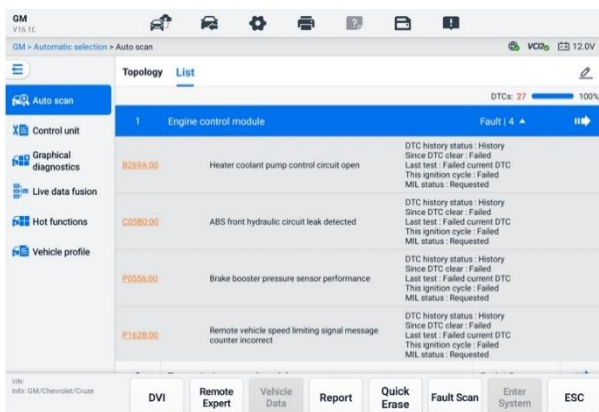 GM
V16.10
GM > Automatic selection > Auto scan
VCI 12.0V
Topology List
DTCs: 27 100%
Auto scan
Control unit
Graphical
diagnostics
Live data fusion
Hot functions
Vehicle profile
1 Engine control module Fault | 4
B269A:00 Heater coolant pump control circuit open
DTC history status : History
Since DTC clear : Failed
Last test : Failed current DTC
This ignition cycle : Failed
MIL status : Requested
C05B0:00 ABS front hydraulic circuit leak detected
DTC history status : History
Since DTC clear : Failed
Last test : Failed current DTC
This ignition cycle : Failed
MIL status : Requested
P0556:00 Brake booster pressure sensor performance
DTC history status : History
Since DTC clear : Failed
Last test : Failed current DTC
This ignition cycle : Failed
MIL status : Requested
P162B:00 Remote vehicle speed limiting signal message
counter incorrect
DTC history status : History
Since DTC clear : Failed
Last test : Failed current DTC
This ignition cycle : Failed
MIL status : Requested
VIN:
Info: GM/Chevrolet/Cruze
DVI
Remote
Expert
Vehicle
Data
Report
Quick
Erase
Fault Scan
Enter
System
ESC